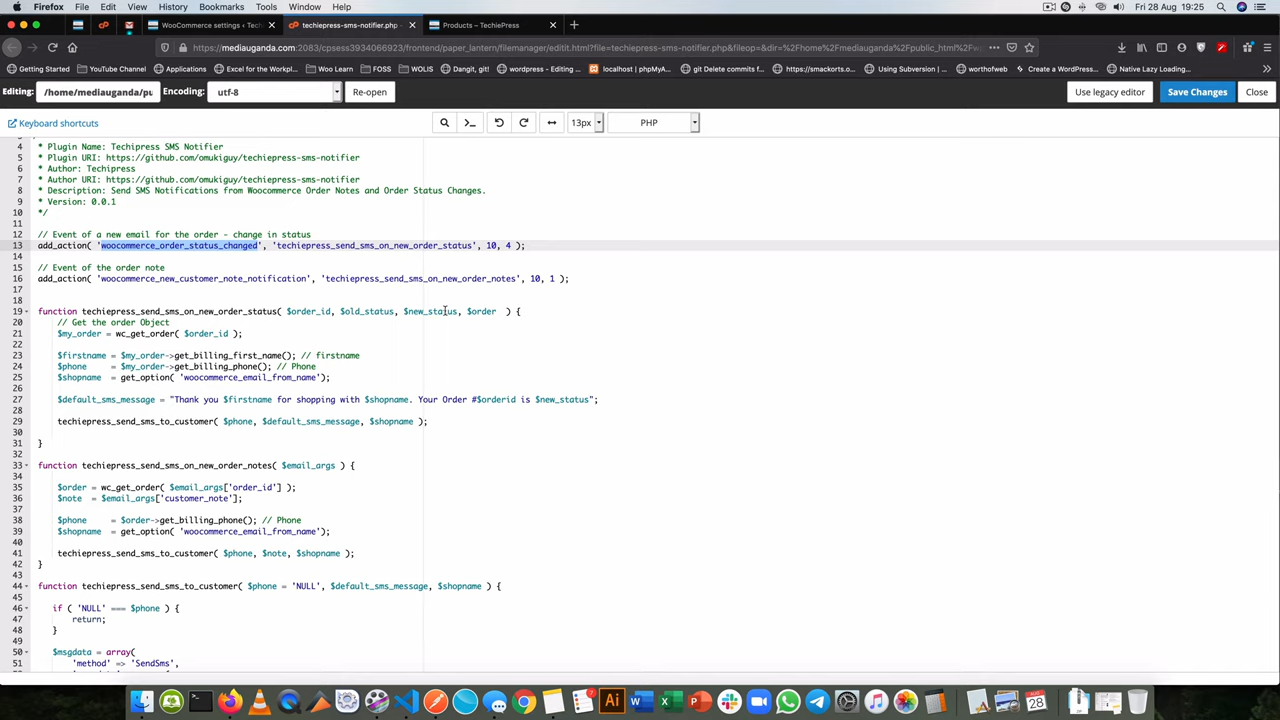 Firefox File Edit View History Bookmarks Tools Window Help
Fri 28 Aug 19:25
WooCommerce settings ‹ Tech
techiepress-sms-notifier.php -
Products – TechiePress
https://mediauganda.com:2083/cpsess3934066923/frontend/paper_lantern/filemanager/editit.html?file=techiepress-sms-notifier.php&fileop=&dir=%2Fhome%2Fmediauganda%2Fpublic_html%2Fw
Getting Started YouTube Channel Applications Excel for the Workpl... Woo Learn FOSS WOLIS Dangit, git! wordpress - Editing ... localhost | phpMyA... git Delete commits f... https://smackorts.c... Using Subversion | ... worthofweb Create a WordPress... Native Lazy Loading...
Editing: /home/mediauganda/pu Encoding: utf-8 Re-open Use legacy editor Save Changes Close
Keyboard shortcuts 13px PHP
4 * Plugin Name: Techipress SMS Notifier
5 * Plugin URI: https://github.com/omukiguy/techiepress-sms-notifier
6 * Author: Techipress
7 * Author URI: https://github.com/omukiguy/techiepress-sms-notifier
8 * Description: Send SMS Notifications from Woocommerce Order Notes and Order Status Changes.
9 * Version: 0.0.1
10 */
11
12 // Event of a new email for the order - change in status
13 add_action( 'woocommerce_order_status_changed', 'techiepress_send_sms_on_new_order_status', 10, 4 );
14
15 // Event of the order note
16 add_action( 'woocommerce_new_customer_note_notification', 'techiepress_send_sms_on_new_order_notes', 10, 1 );
17
18
19 function techiepress_send_sms_on_new_order_status( $order_id, $old_status, $new_status, $order ) {
20 // Get the order Object
21 $my_order = wc_get_order( $order_id );
22
23 $firstname = $my_order->get_billing_first_name(); // firstname
24 $phone = $my_order->get_billing_phone(); // Phone
25 $shopname = get_option( 'woocommerce_email_from_name');
26
27 $default_sms_message = "Thank you $firstname for shopping with $shopname. Your Order #$orderid is $new_status";
28
29 techiepress_send_sms_to_customer( $phone, $default_sms_message, $shopname );
30
31 }
32
33 function techiepress_send_sms_on_new_order_notes( $email_args ) {
34
35 $order = wc_get_order( $email_args['order_id'] );
36 $note = $email_args['customer_note'];
37
38 $phone = $order->get_billing_phone(); // Phone
39 $shopname = get_option( 'woocommerce_email_from_name');
40
41 techiepress_send_sms_to_customer( $phone, $note, $shopname );
42 }
43
44 function techiepress_send_sms_to_customer( $phone = 'NULL', $default_sms_message, $shopname ) {
45
46 if ( 'NULL' === $phone ) {
47 return;
48 }
49
50 $msgdata = array(
51 'method' => 'SendSms',